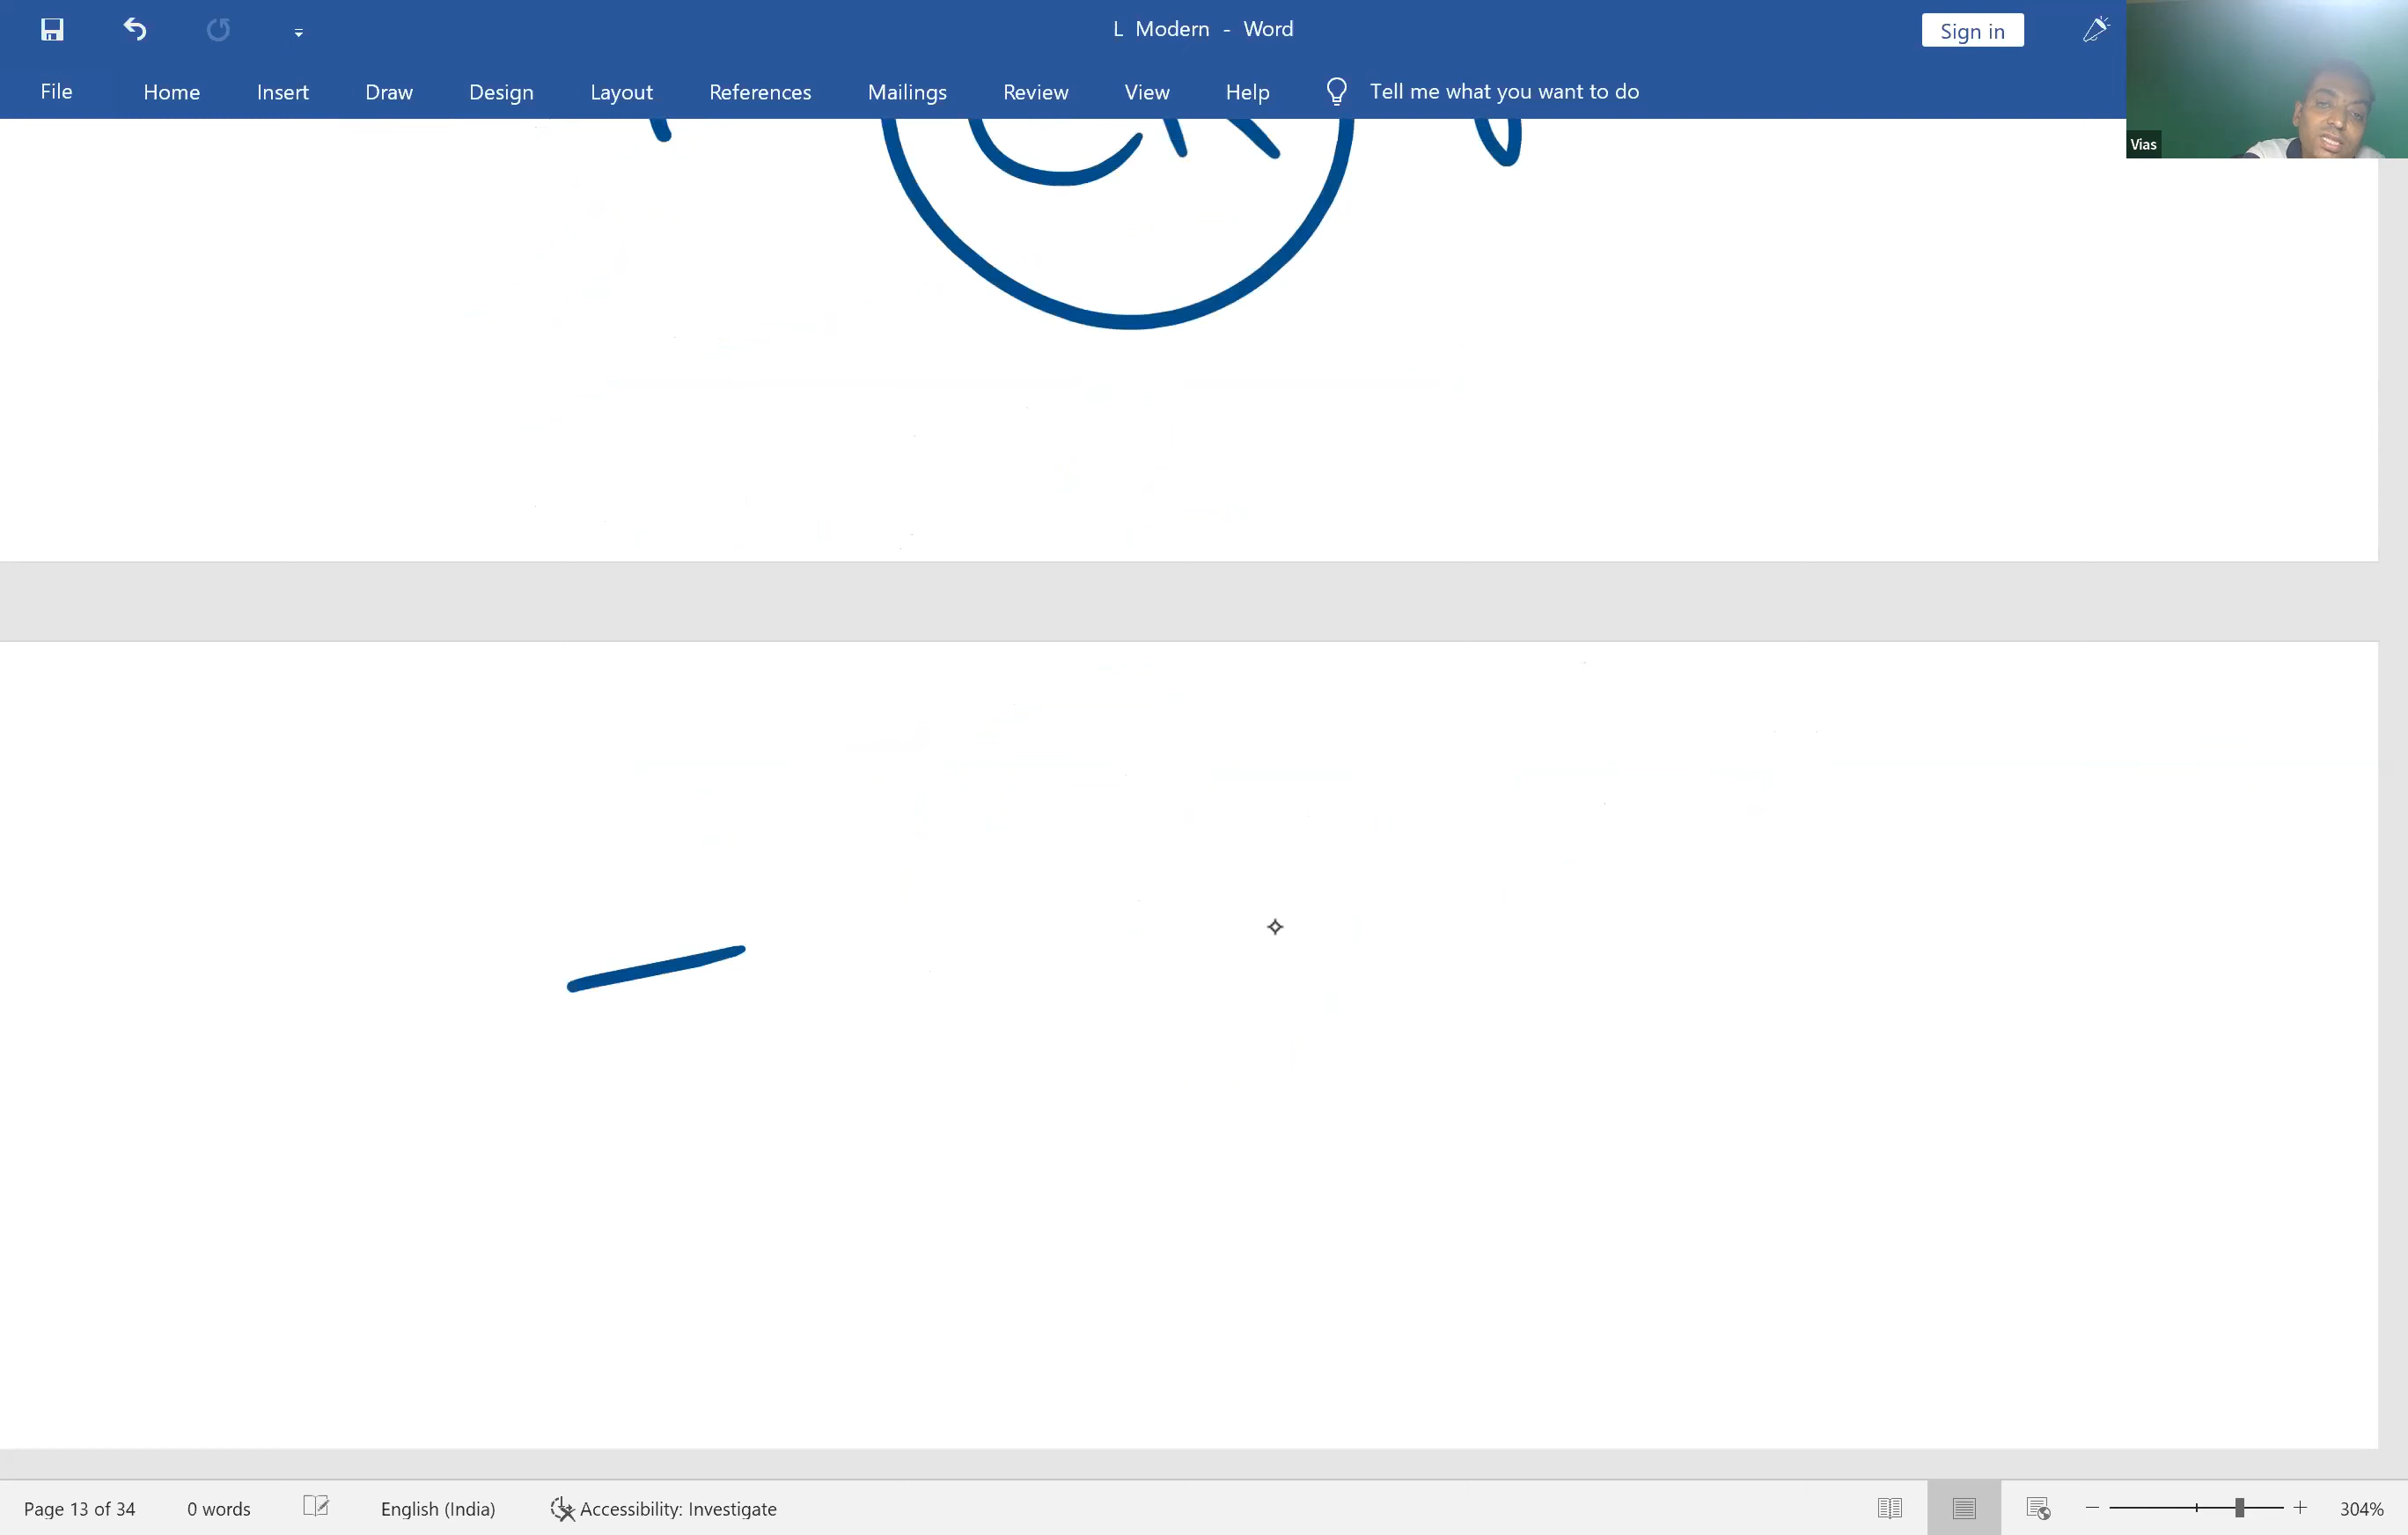 L Modern - Word
Sign in
File Home Insert Draw Design Layout References Mailings Review View Help Tell me what you want to do
Vias
Page 13 of 34 0 words English (India) Accessibility: Investigate 304%